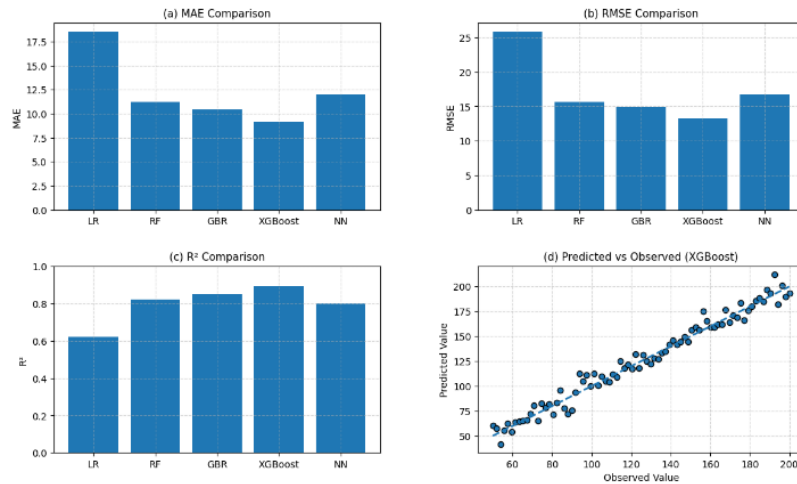 (a) MAE Comparison
MAE
17.5
15.0
12.5
10.0
7.5
5.0
2.5
0.0
LR RF GBR XGBoost NN
(b) RMSE Comparison
RMSE
25
20
15
10
5
0
LR RF GBR XGBoost NN
(c) R² Comparison
R²
1.0
0.8
0.6
0.4
0.2
0.0
LR RF GBR XGBoost NN
(d) Predicted vs Observed (XGBoost)
Predicted Value
200
175
150
125
100
75
50
60 80 100 120 140 160 180 200
Observed Value